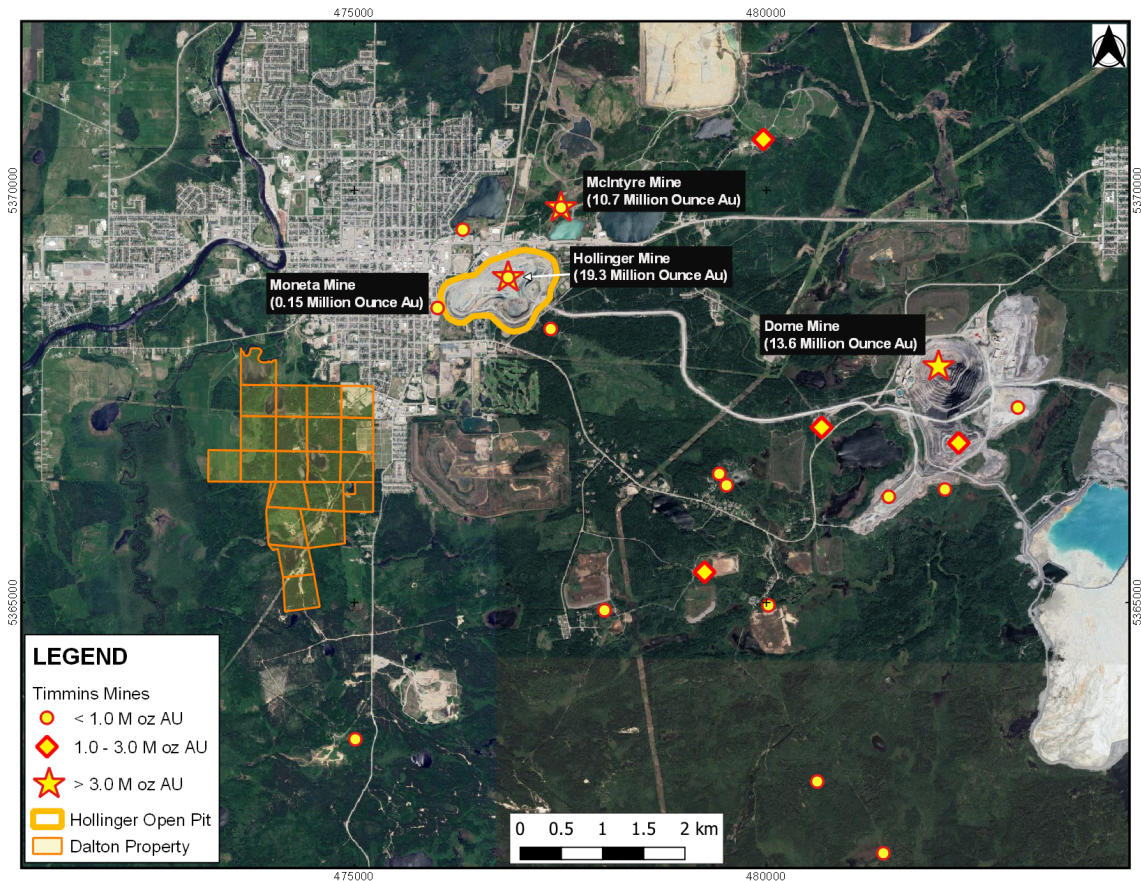 475000
480000
5370000
5370000
McIntyre Mine
(10.7 Million Ounce Au)
Hollinger Mine
(19.3 Million Ounce Au)
Moneta Mine
(0.15 Million Ounce Au)
Dome Mine
(13.6 Million Ounce Au)
5365000
5365000
LEGEND
Timmins Mines
< 1.0 M oz AU
1.0 - 3.0 M oz AU
> 3.0 M oz AU
Hollinger Open Pit
Dalton Property
0 0.5 1 1.5 2 km
475000
480000